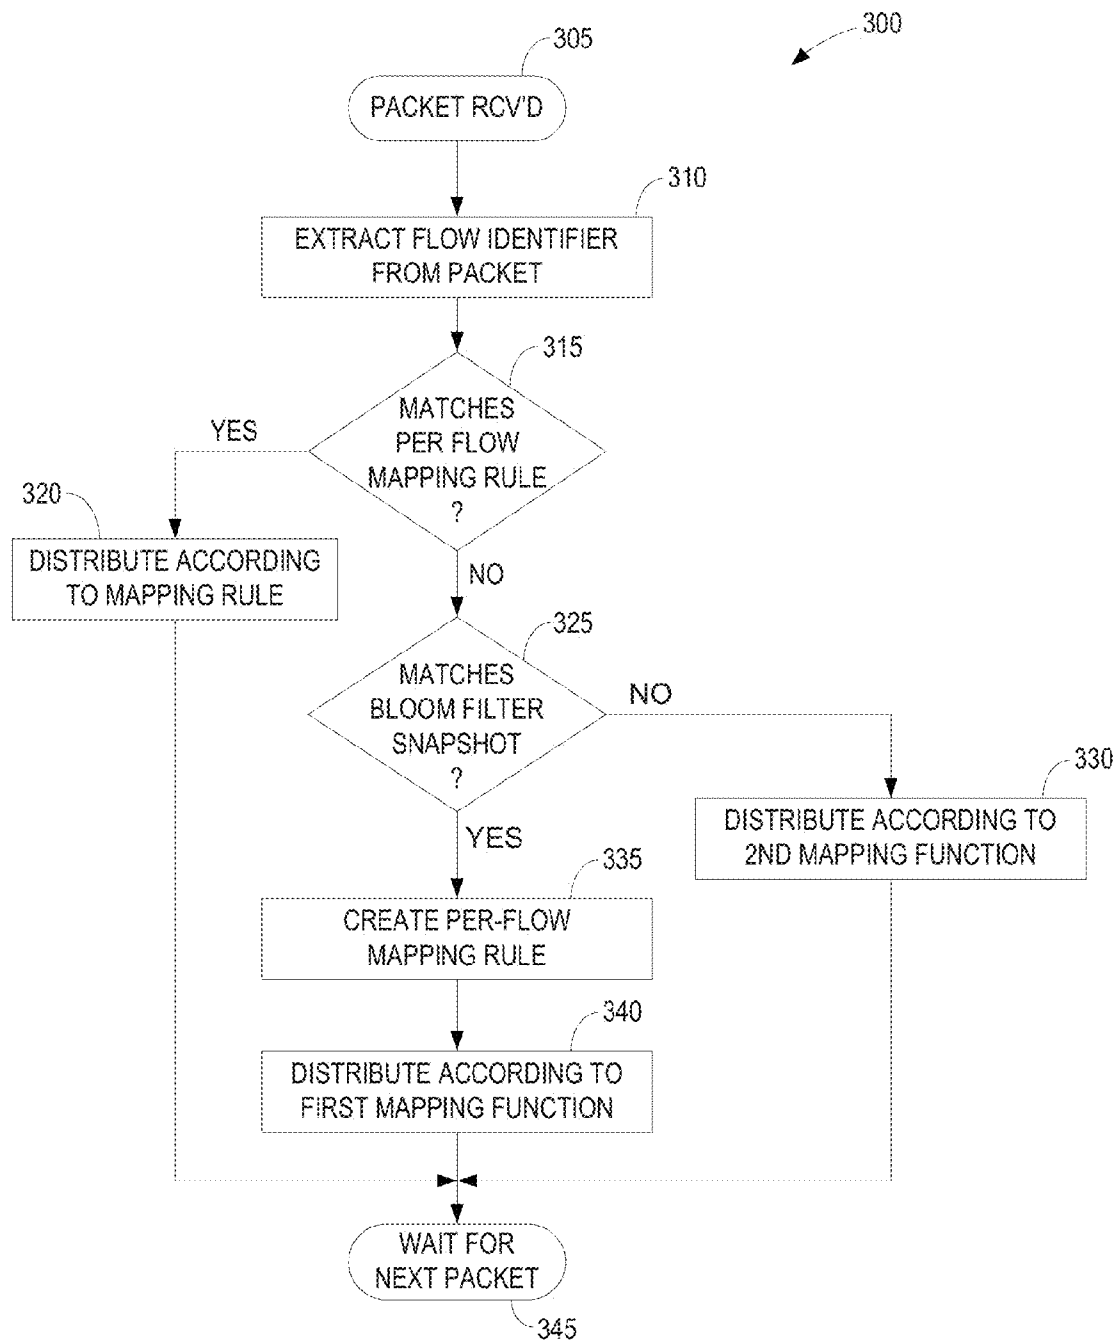 300
305
PACKET RCV'D
310
EXTRACT FLOW IDENTIFIER
FROM PACKET
315
MATCHES
PER FLOW
MAPPING RULE
?
YES
320
DISTRIBUTE ACCORDING
TO MAPPING RULE
NO
325
MATCHES
BLOOM FILTER
SNAPSHOT
?
NO
330
DISTRIBUTE ACCORDING TO
2ND MAPPING FUNCTION
YES
335
CREATE PER-FLOW
MAPPING RULE
340
DISTRIBUTE ACCORDING TO
FIRST MAPPING FUNCTION
WAIT FOR
NEXT PACKET
345